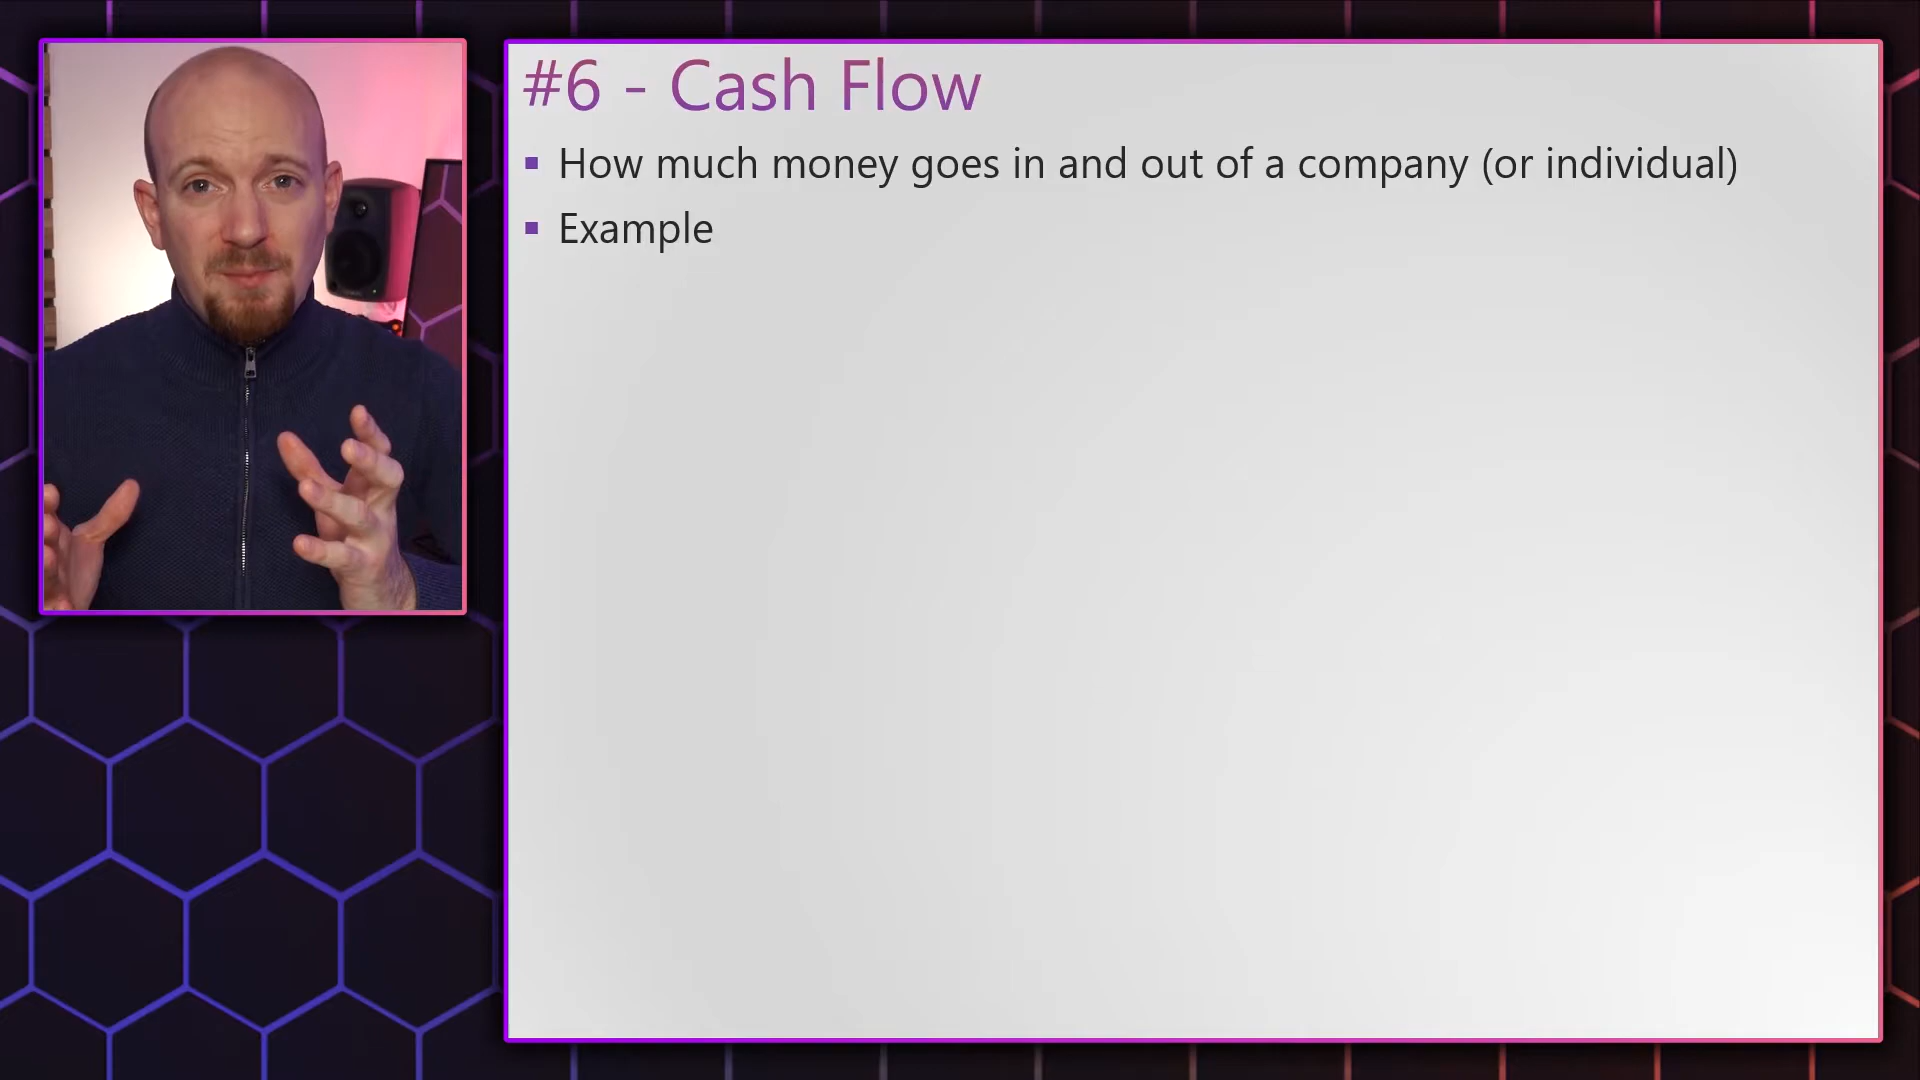 #6 - Cash Flow
▪ How much money goes in and out of a company (or individual)
▪ Example